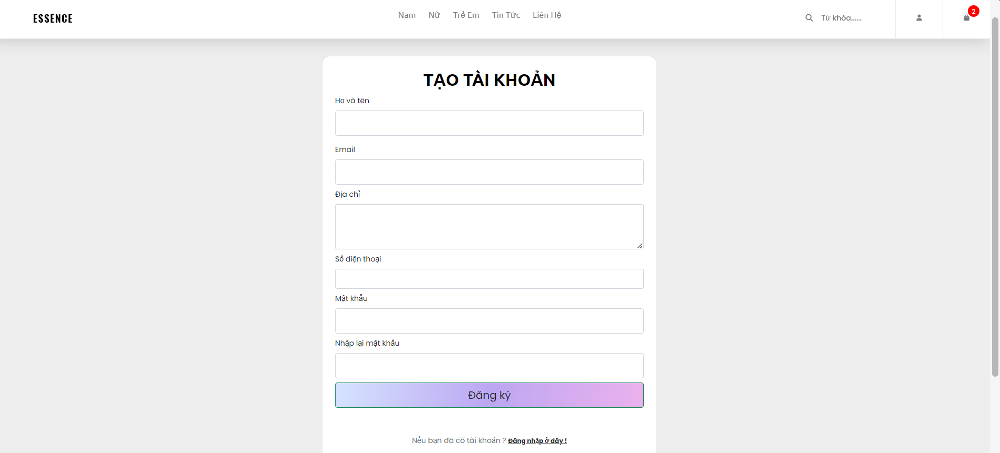 ESSENCE
Nam Nữ Trẻ Em Tin Tức Liên Hệ
Từ khóa......
2
TẠO TÀI KHOẢN
Họ và tên
Email
Địa chỉ
Số điện thoại
Mật khẩu
Nhập lại mật khẩu
Đăng ký
Nếu bạn đã có tài khoản ? Đăng nhập ở đây !